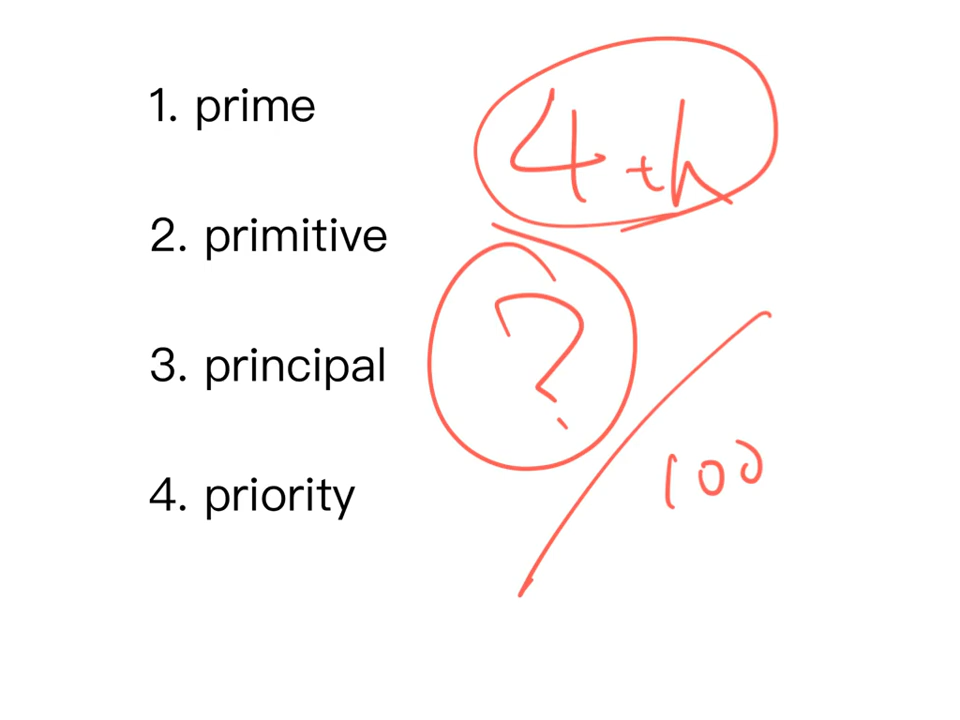 1. prime
4th
2. primitive
?
3. principal
/100
4. priority